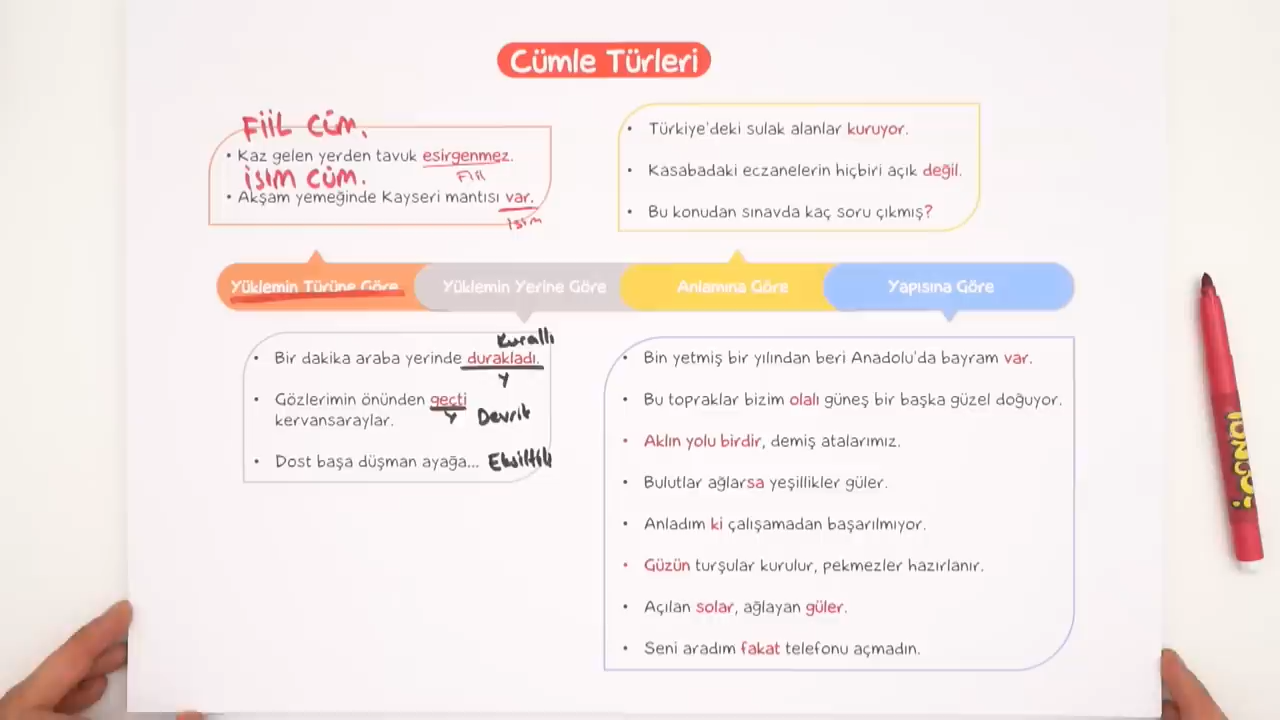 Cümle Türleri
FİİL CÜM.
• Kaz gelen yerden tavuk esirgenmez.
Fiil
İSİM CÜM.
• Akşam yemeğinde Kayseri mantısı var.
isim
• Türkiye'deki sulak alanlar kuruyor.
• Kasabadaki eczanelerin hiçbiri açık değil.
• Bu konudan sınavda kaç soru çıkmış?
Yüklemin Türüne Göre
Yüklemin Yerine Göre
Anlamına Göre
Yapısına Göre
Kurallı
• Bir dakika araba yerinde durakladı.
Y
• Gözlerimin önünden geçti
kervansaraylar.
Y Devrik
• Dost başa düşman ayağa... Eksiltili
• Bin yetmiş bir yılından beri Anadolu'da bayram var.
• Bu topraklar bizim olalı güneş bir başka güzel doğuyor.
• Aklın yolu birdir, demiş atalarımız.
• Bulutlar ağlarsa yeşillikler güler.
• Anladım ki çalışamadan başarılmıyor.
• Güzün turşular kurulur, pekmezler hazırlanır.
• Açılan solar, ağlayan güler.
• Seni aradım fakat telefonu açmadın.